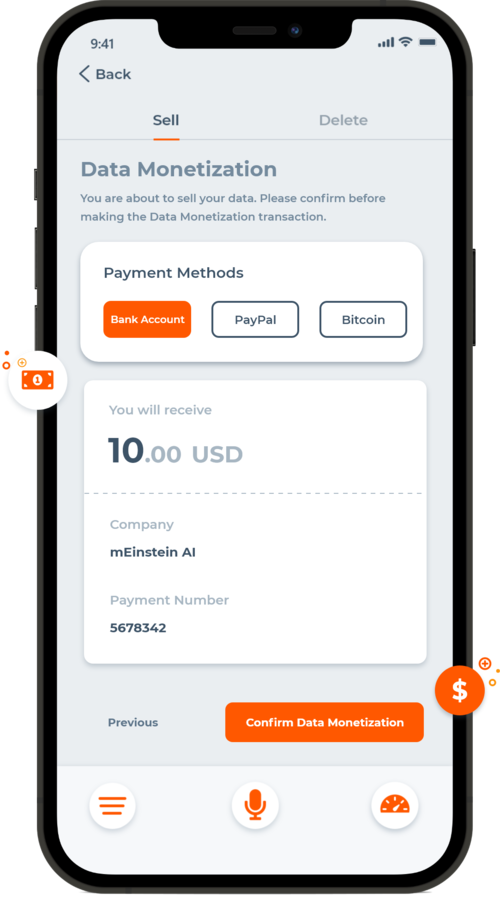 9:41
Back
Sell
Delete
Data Monetization
You are about to sell your data. Please confirm before
making the Data Monetization transaction.
Payment Methods
Bank Account
PayPal
Bitcoin
1
You will receive
10.00 USD
Company
mEinstein AI
Payment Number
5678342
$
Previous
Confirm Data Monetization